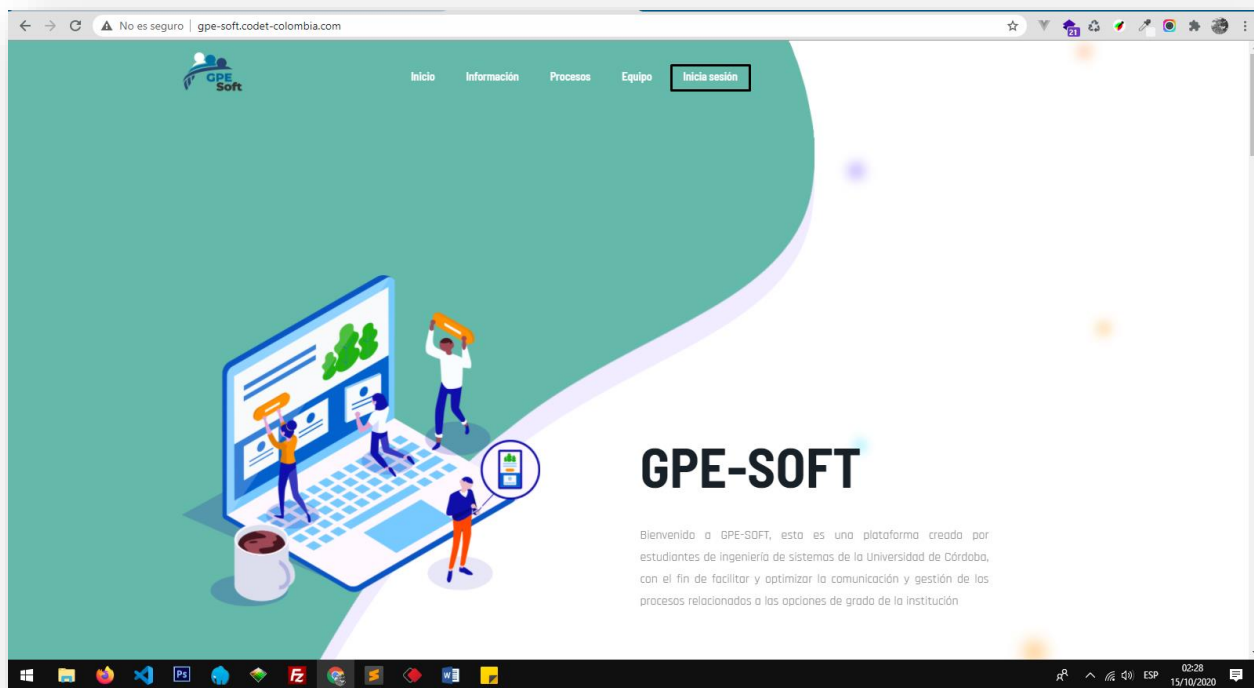 No es seguro | gpe-soft.codet-colombia.com
21
GPE
Soft
Inicio Información Procesos Equipo Inicia sesión
GPE-SOFT
Bienvenido a GPE-SOFT, esta es una plataforma creada por
estudiantes de ingeniería de sistemas de la Universidad de Córdoba,
con el fin de facilitar y optimizar la comunicación y gestión de los
procesos relacionados a las opciones de grado de la institución
Ps
Fz
ESP
02:28
15/10/2020